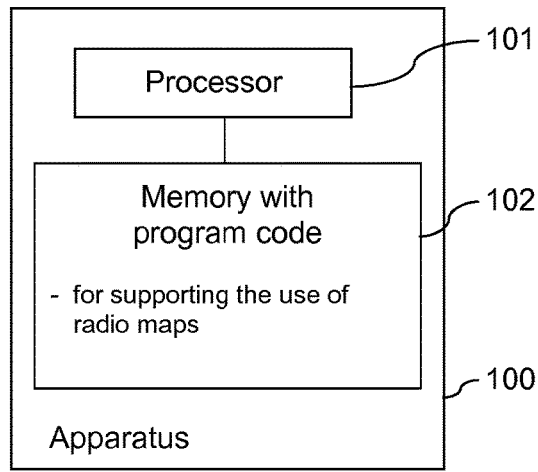 101
Processor
102
Memory with
program code
- for supporting the use of
radio maps
100
Apparatus